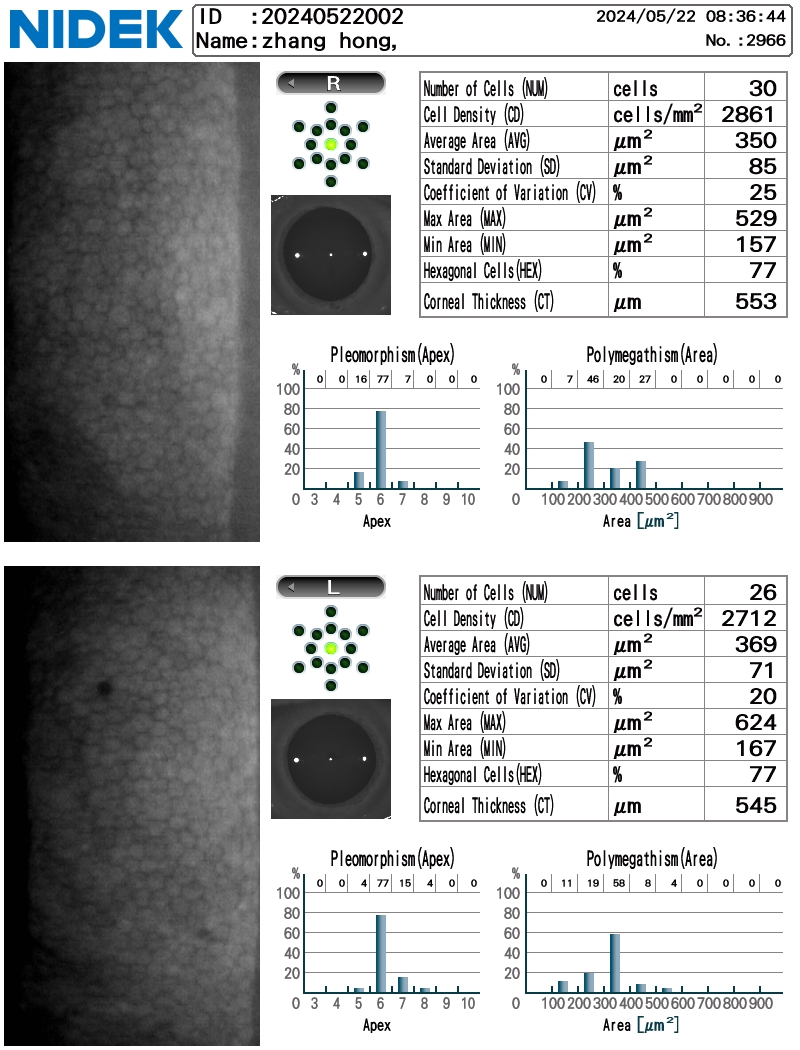 NIDEK
ID :20240522002 2024/05/22 08:36:44
Name:zhang hong, No. :2966
R
Number of Cells (NUM) cells 30
Cell Density (CD) cells/mm² 2861
Average Area (AVG) μm² 350
Standard Deviation (SD) μm² 85
Coefficient of Variation (CV) % 25
Max Area (MAX) μm² 529
Min Area (MIN) μm² 157
Hexagonal Cells(HEX) % 77
Corneal Thickness (CT) μm 553
Pleomorphism(Apex)
%
0 0 16 77 7 0 0 0
100
80
60
40
20
0 3 4 5 6 7 8 9 10
Apex
Polymegathism(Area)
%
0 7 46 20 27 0 0 0 0 0
100
80
60
40
20
0 100 200 300 400 500 600 700 800 900
Area [μm²]
L
Number of Cells (NUM) cells 26
Cell Density (CD) cells/mm² 2712
Average Area (AVG) μm² 369
Standard Deviation (SD) μm² 71
Coefficient of Variation (CV) % 20
Max Area (MAX) μm² 624
Min Area (MIN) μm² 167
Hexagonal Cells(HEX) % 77
Corneal Thickness (CT) μm 545
Pleomorphism(Apex)
%
0 0 4 77 15 4 0 0
100
80
60
40
20
0 3 4 5 6 7 8 9 10
Apex
Polymegathism(Area)
%
0 11 19 58 8 4 0 0 0 0
100
80
60
40
20
0 100 200 300 400 500 600 700 800 900
Area [μm²]